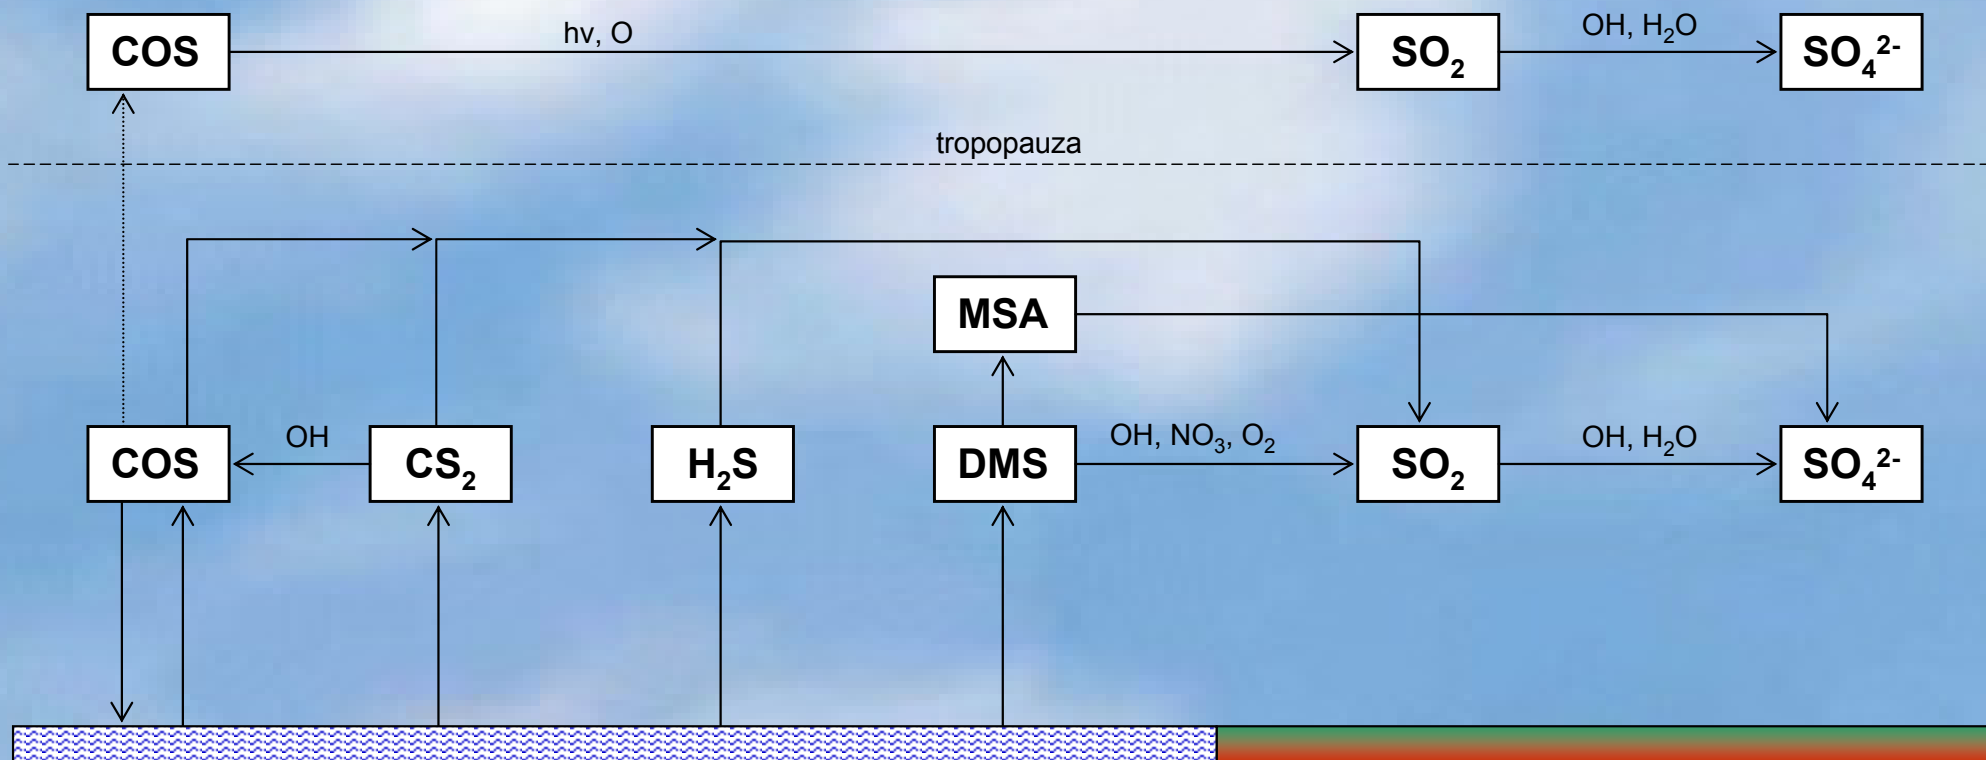 COS
hν, O
SO₂
OH, H₂O
SO₄²⁻
tropopauza
MSA
COS
OH
CS₂
H₂S
DMS
OH, NO₃, O₂
SO₂
OH, H₂O
SO₄²⁻